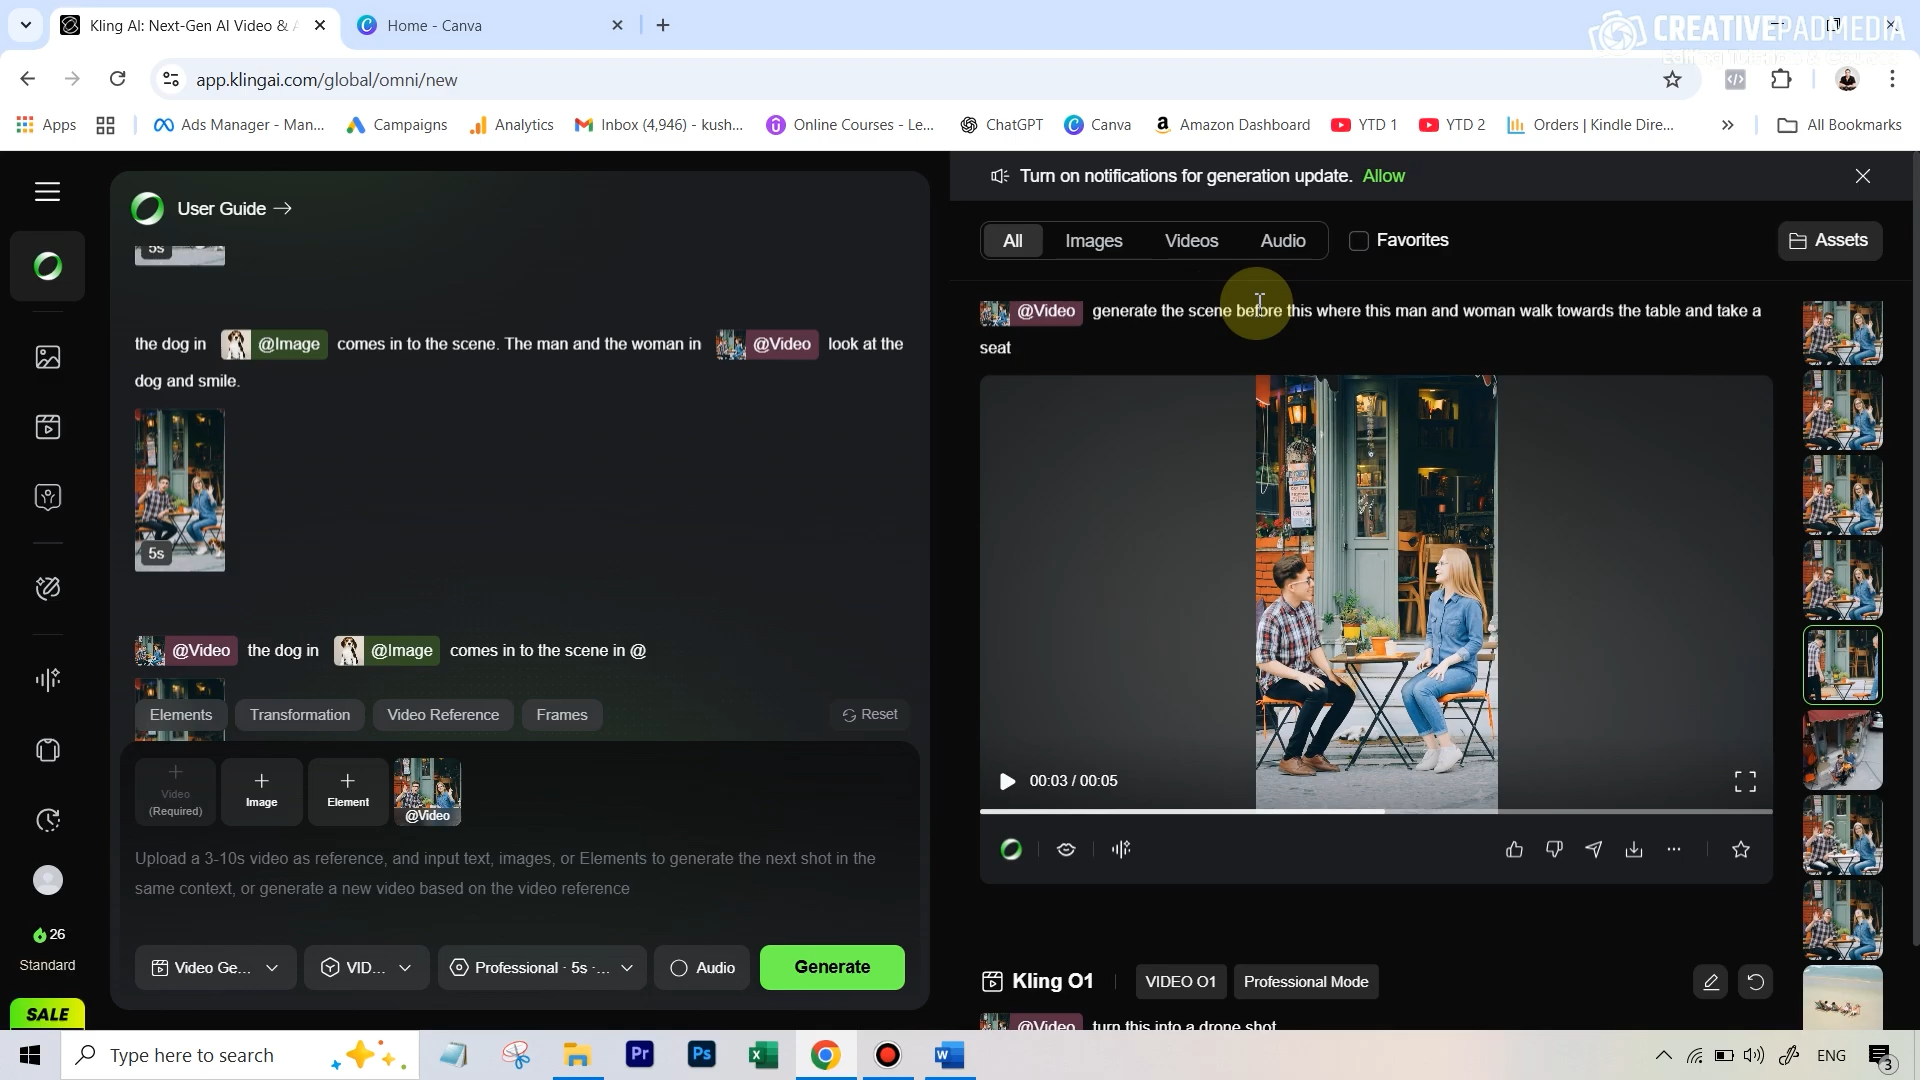 Kling AI: Next-Gen AI Video & A
Home - Canva
CREATIVEPADMEDIA
app.klingai.com/global/omni/new
Apps
Ads Manager - Man...
Campaigns
Analytics
Inbox (4,946) - kush...
Online Courses - Le...
ChatGPT
Canva
Amazon Dashboard
YTD 1
YTD 2
Orders | Kindle Dire...
All Bookmarks
Turn on notifications for generation update. Allow
User Guide →
All
Images
Videos
Audio
Favorites
Assets
5s
@Video generate the scene before this where this man and woman walk towards the table and take a
seat
the dog in @Image comes in to the scene. The man and the woman in @Video look at the
dog and smile.
5s
@Video the dog in @Image comes in to the scene in @
Elements
Transformation
Video Reference
Frames
Reset
Video
(Required)
Image
Element
@Video
00:03 / 00:05
Upload a 3-10s video as reference, and input text, images, or Elements to generate the next shot in the
same context, or generate a new video based on the video reference
26
Standard
Video Ge...
VID...
Professional · 5s ·...
Audio
Generate
Kling O1
VIDEO O1
Professional Mode
SALE
@Video turn this into a drone shot
Type here to search
Pr
Ps
ENG
3